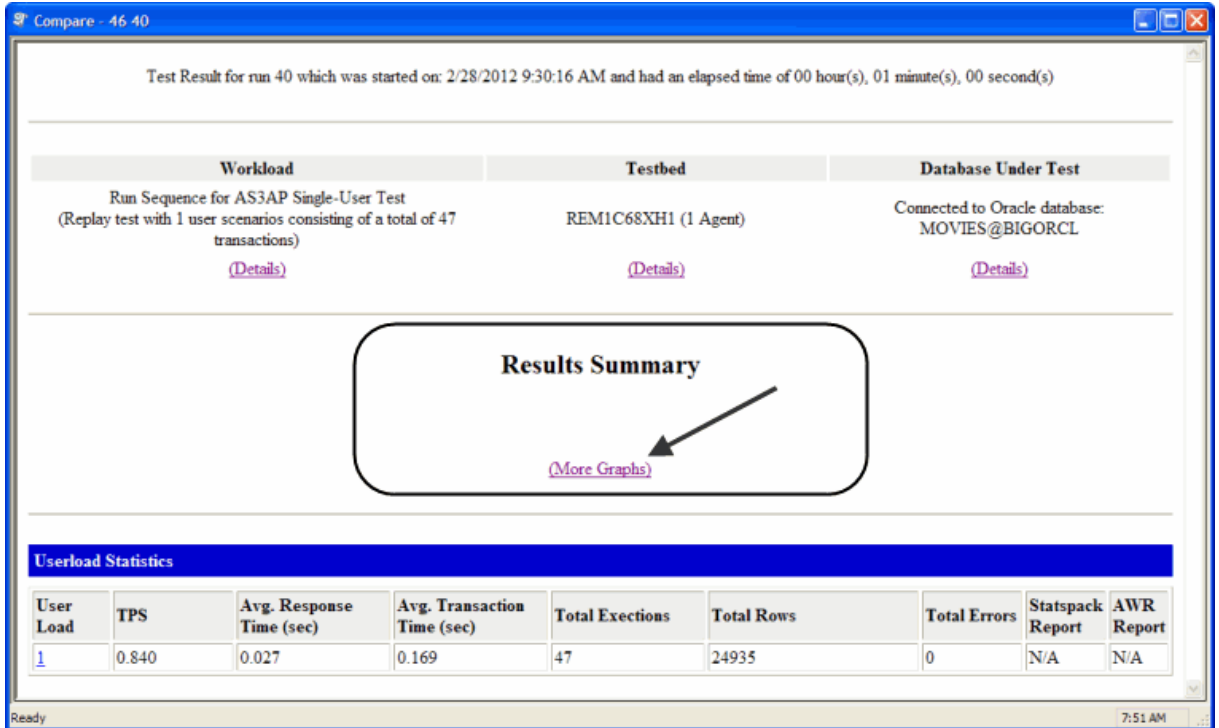 Compare - 46 40
Test Result for run 40 which was started on: 2/28/2012 9:30:16 AM and had an elapsed time of 00 hour(s), 01 minute(s), 00 second(s)
Workload Testbed Database Under Test
Run Sequence for AS3AP Single-User Test
(Replay test with 1 user scenarios consisting of a total of 47
transactions)
REM1C68XH1 (1 Agent)
Connected to Oracle database:
MOVIES@BIGORCL
(Details) (Details) (Details)
Results Summary
(More Graphs)
Userload Statistics
User Load TPS Avg. Response Time (sec) Avg. Transaction Time (sec) Total Exections Total Rows Total Errors Statspack Report AWR Report
1 0.840 0.027 0.169 47 24935 0 N/A N/A
Ready 7:51 AM